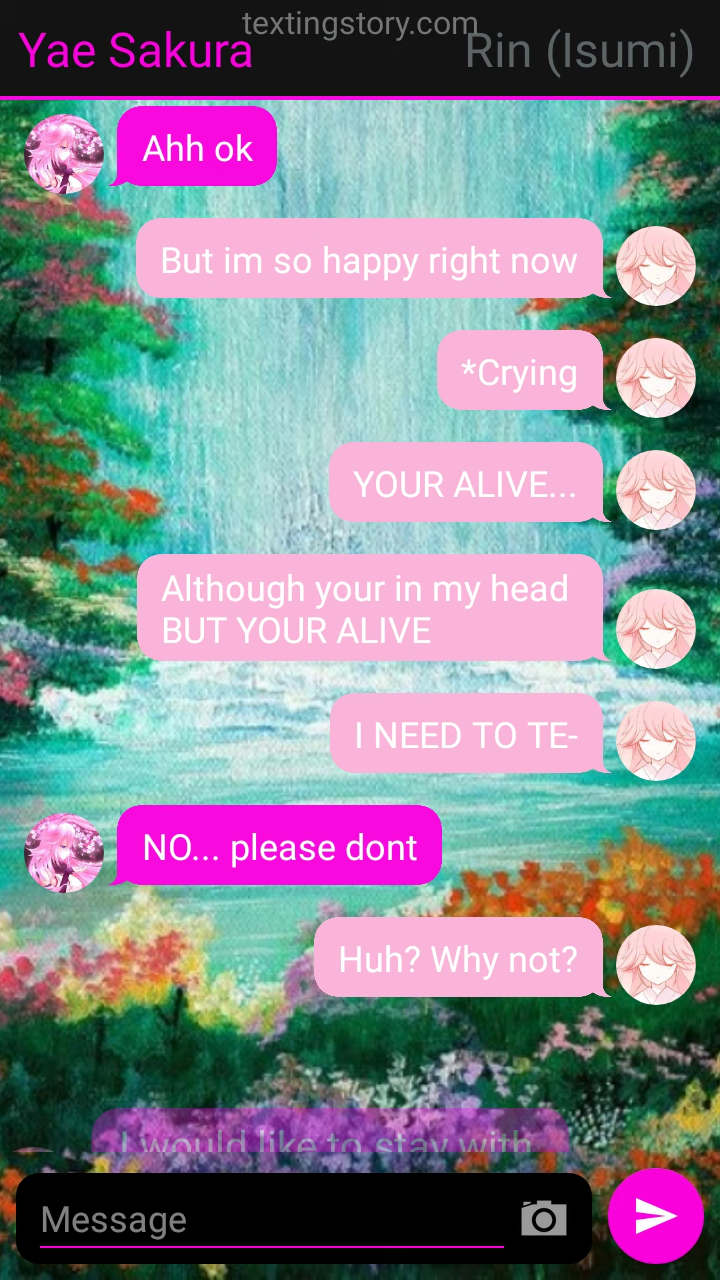 textingstory.com
Yae Sakura
Rin (Isumi)
Ahh ok
But im so happy right now
*Crying
YOUR ALIVE...
Although your in my head
BUT YOUR ALIVE
I NEED TO TE-
NO... please dont
Huh? Why not?
I would like to stay with
Message